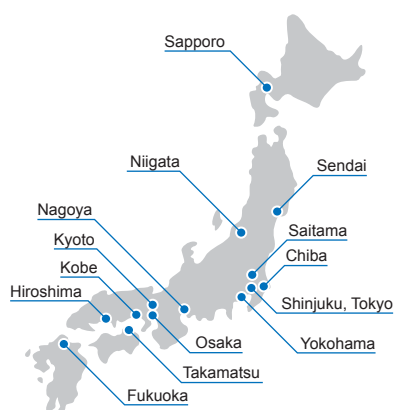 Sapporo
Niigata
Sendai
Nagoya
Saitama
Kyoto
Chiba
Kobe
Hiroshima
Shinjuku, Tokyo
Osaka
Yokohama
Takamatsu
Fukuoka